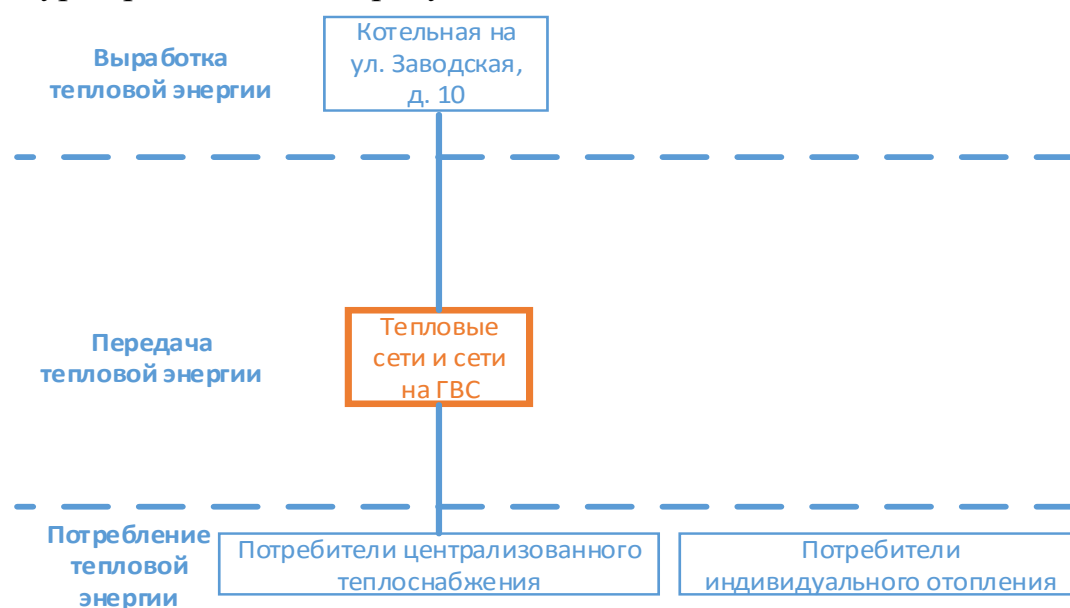 Котельная на
ул. Заводская,
д. 10
Выработка
тепловой энергии
Тепловые
сети и сети
на ГВС
Передача
тепловой энергии
Потребление
тепловой
энергии
Потребители централизованного
теплоснабжения
Потребители
индивидуального отопления